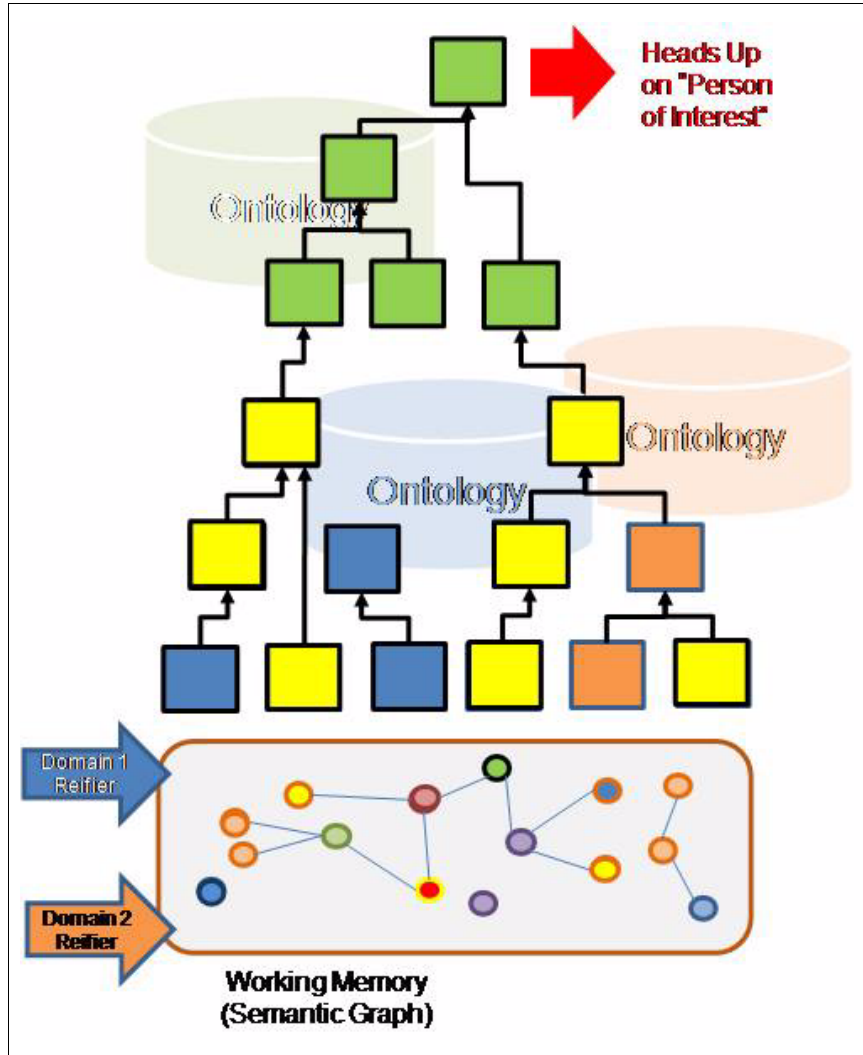 Heads Up
on "Person
of Interest"
Ontology
Ontology
Ontology
Domain 1
Reifier
Domain 2
Reifier
Working Memory
(Semantic Graph)